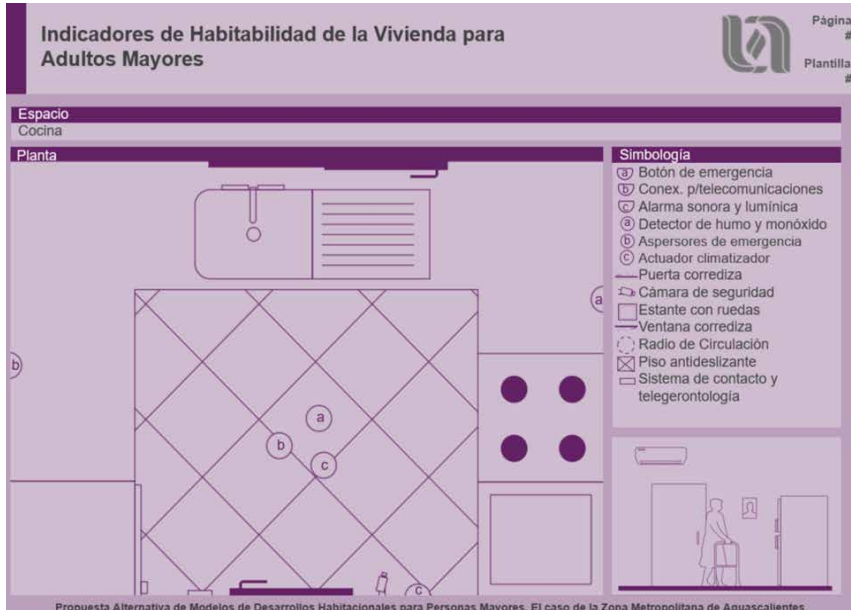 Indicadores de Habitabilidad de la Vivienda para
Adultos Mayores
Página
#
Plantilla
#
Espacio
Cocina
Planta
a
b
a
b
c
c
Simbología
a Botón de emergencia
b Conex. p/telecomunicaciones
c Alarma sonora y lumínica
a Detector de humo y monóxido
b Aspersores de emergencia
c Actuador climatizador
Puerta corrediza
Cámara de seguridad
Estante con ruedas
Ventana corrediza
Radio de Circulación
Piso antideslizante
Sistema de contacto y
telegerontología
Propuesta Alternativa de Modelos de Desarrollos Habitacionales para Personas Mayores. El caso de la Zona Metropolitana de Aguascalientes